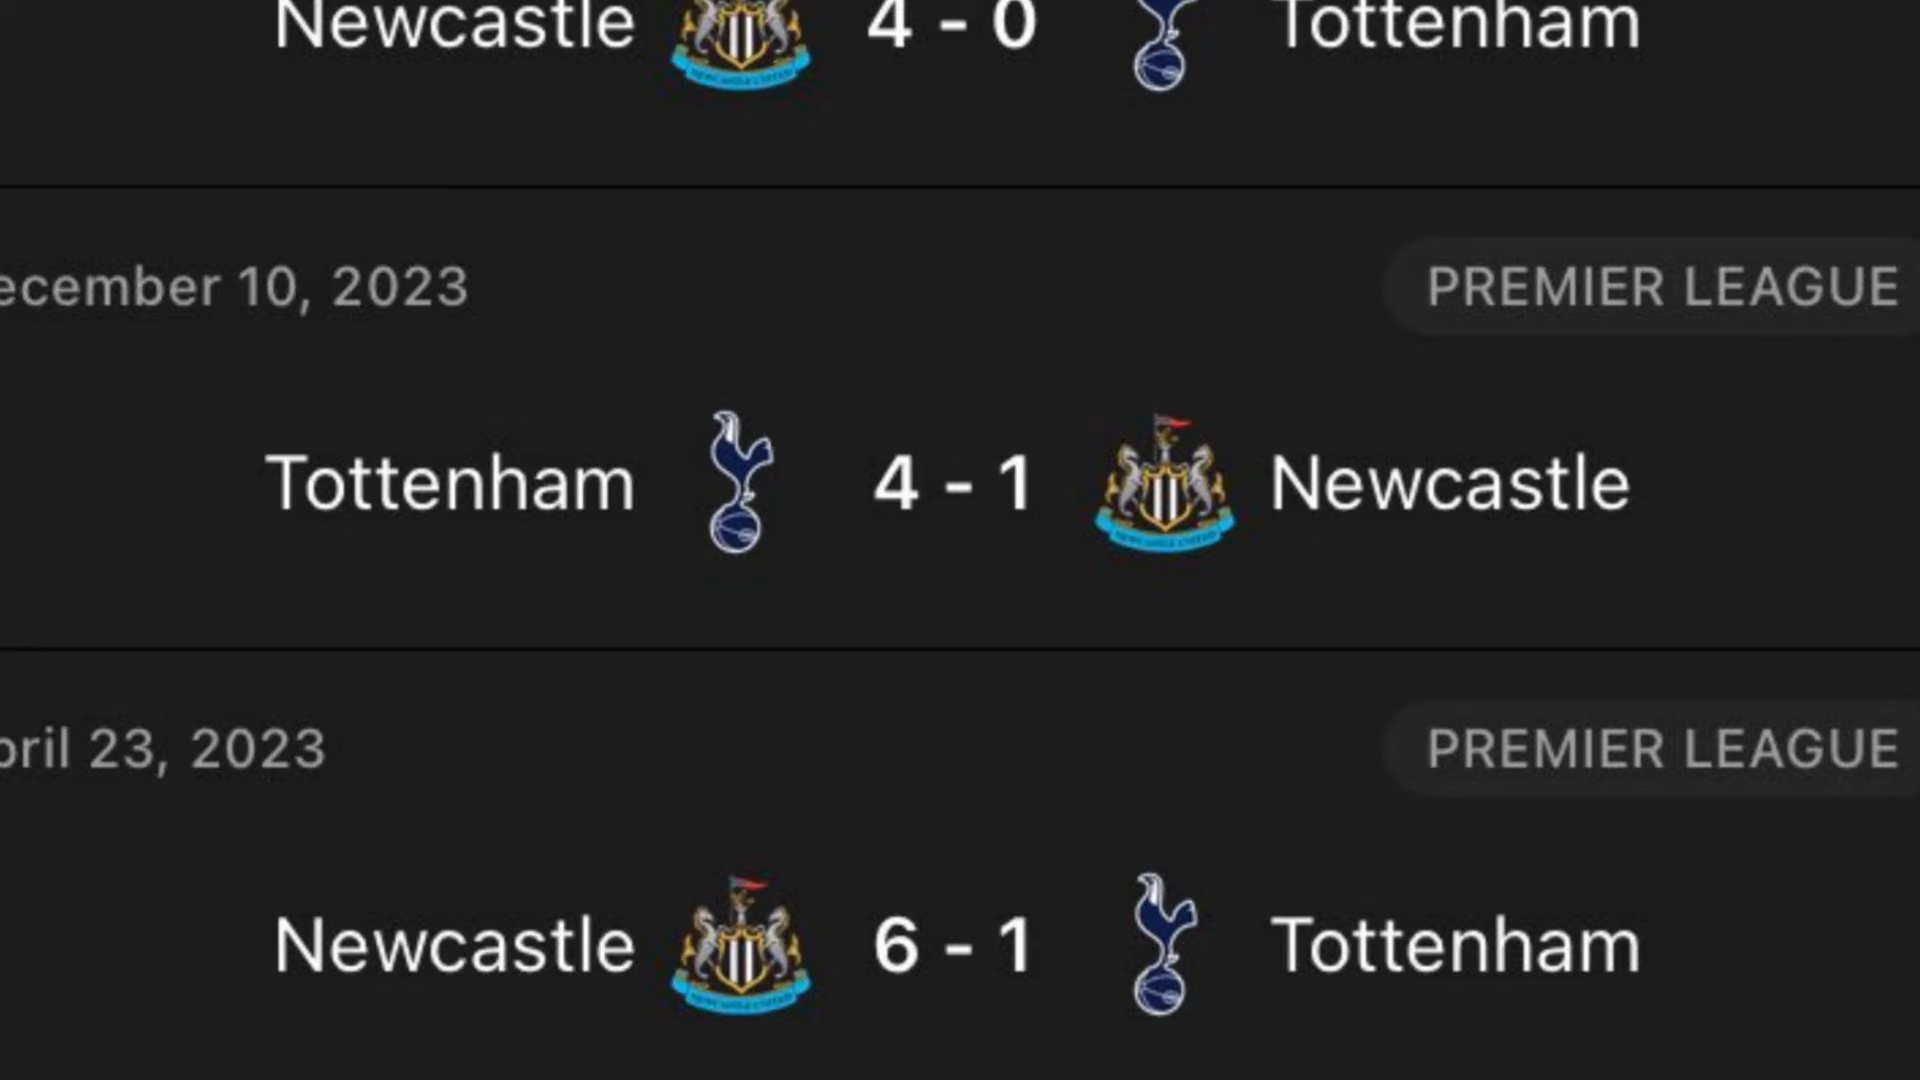 Newcastle 4 - 0 Tottenham
ecember 10, 2023 PREMIER LEAGUE
Tottenham 4 - 1 Newcastle
pril 23, 2023 PREMIER LEAGUE
Newcastle 6 - 1 Tottenham